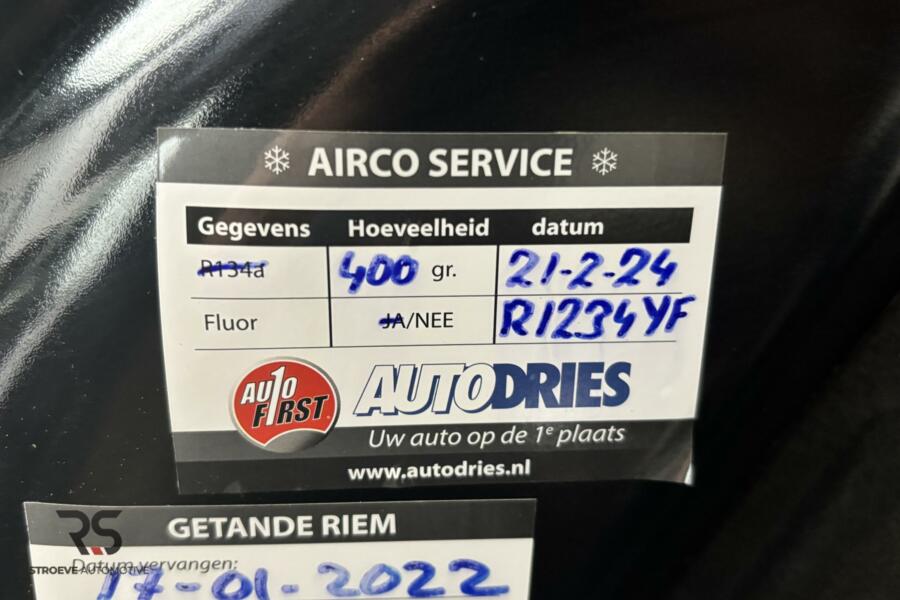 AIRCO SERVICE
Gegevens Hoeveelheid datum
R134a 400 gr. 21-2-24
Fluor JA/NEE R1234YF
AUTO FIRST AUTODRIES
Uw auto op de 1e plaats
www.autodries.nl
RS GETANDE RIEM
STROEVE AUTOMOTIVE Datum vervangen:
17-01-2022